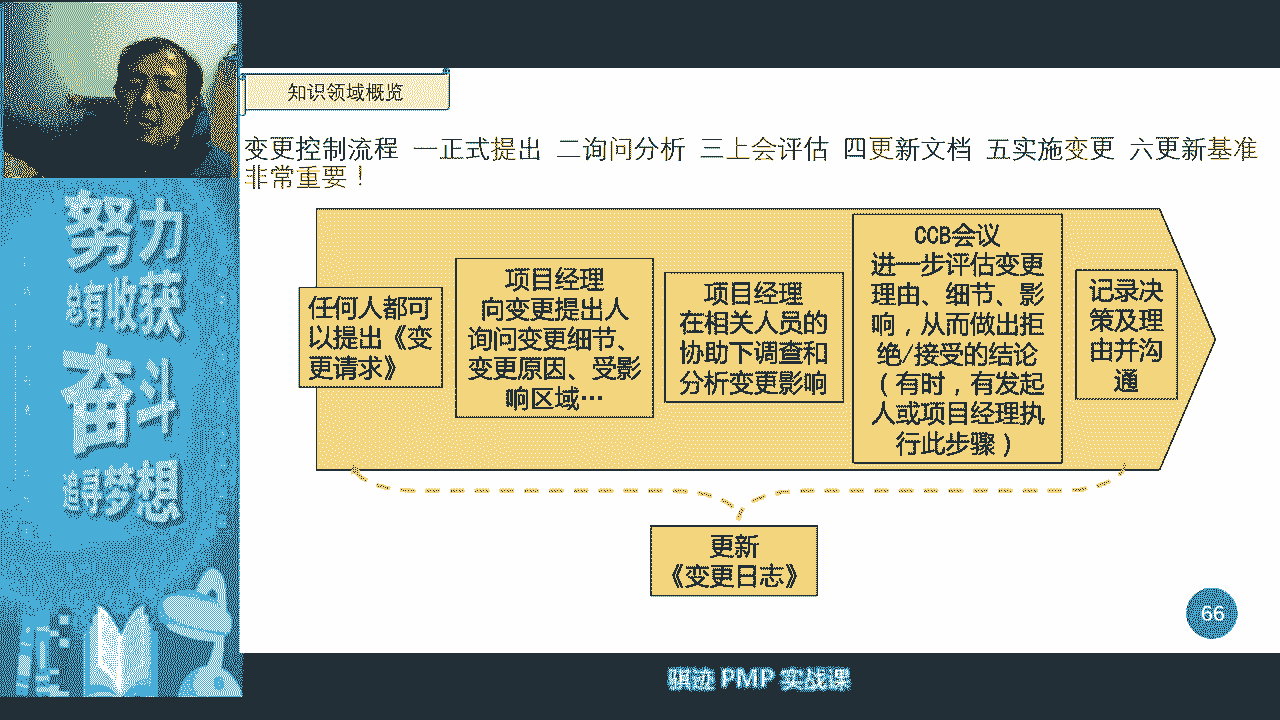 知识领域概览
变更控制流程 一正式提出 二询问分析 三上会评估 四更新文档 五实施变更 六更新基准
非常重要！
任何人都可
以提出《变
更请求》
项目经理
向变更提出人
询问变更细节、
变更原因、受影
响区域…
项目经理
在相关人员的
协助下调查和
分析变更影响
CCB会议
进一步评估变更
理由、细节、影
响，从而做出拒
绝/接受的结论
（有时，有发起
人或项目经理执
行此步骤）
记录决
策及理
由并沟
通
更新
《变更日志》
66
努力
总有收获
奋斗
追寻梦想
骐迹 PMP 实战课